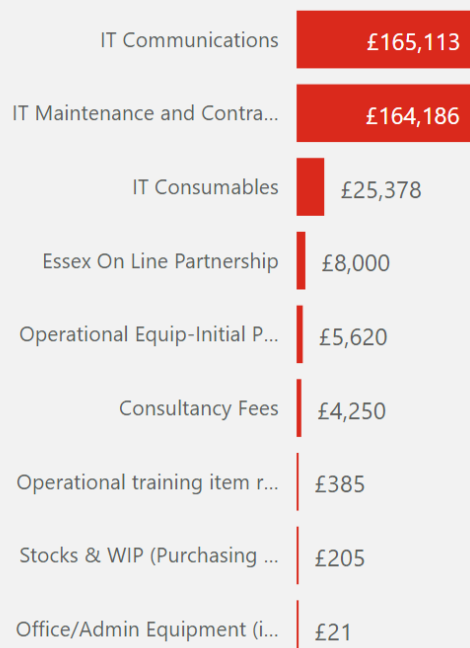 IT Communications £165,113
IT Maintenance and Contra... £164,186
IT Consumables £25,378
Essex On Line Partnership £8,000
Operational Equip-Initial P... £5,620
Consultancy Fees £4,250
Operational training item r... £385
Stocks & WIP (Purchasing ... £205
Office/Admin Equipment (i... £21